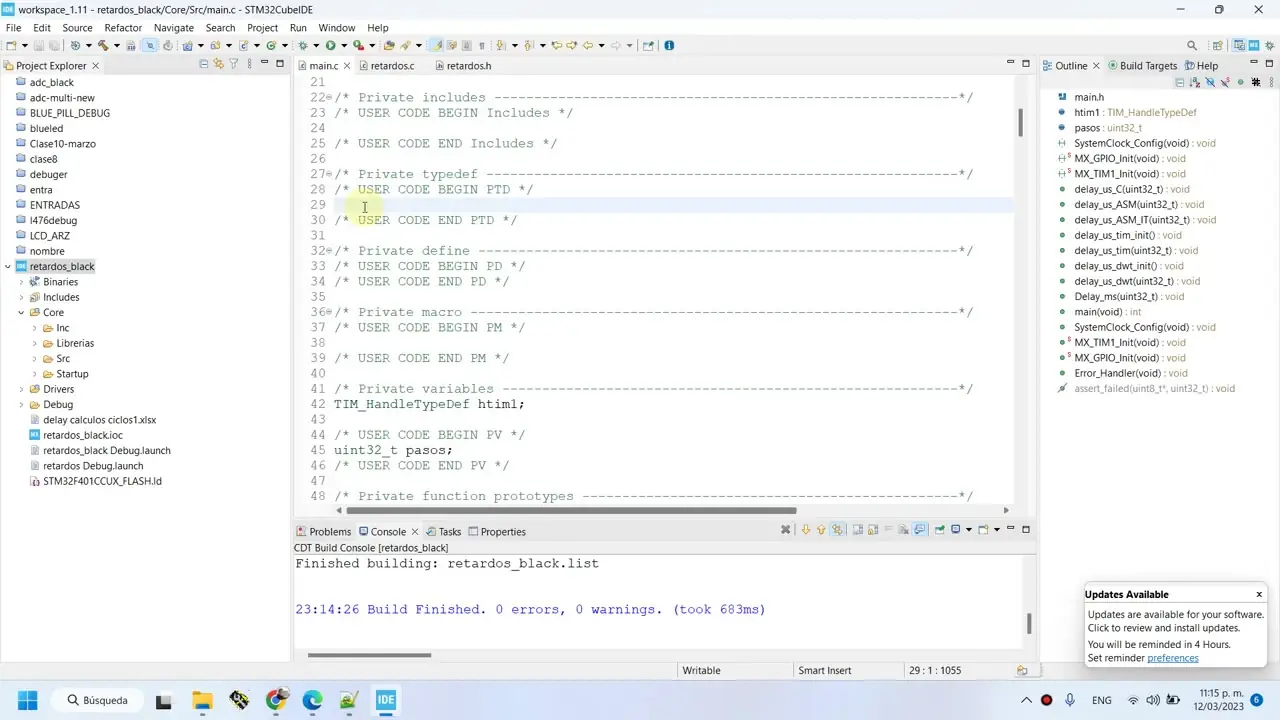 workspace_1.11 - retardos_black/Core/Src/main.c - STM32CubeIDE
File Edit Source Refactor Navigate Search Project Run Window Help
Project Explorer
adc_black
adc-multi-new
BLUE_PILL_DEBUG
blueled
Clase10-marzo
clase8
debuger
entra
ENTRADAS
l476debug
LCD_ARZ
nombre
IDE retardos_black
Binaries
Includes
Core
Inc
Librerias
Src
Startup
Drivers
Debug
delay calculos ciclos1.xlsx
MX retardos_black.ioc
retardos_black Debug.launch
retardos Debug.launch
STM32F401CCUX_FLASH.ld
main.c retardos.c retardos.h
21
22 /* Private includes ----------------------------------------------------------*/
23 /* USER CODE BEGIN Includes */
24
25 /* USER CODE END Includes */
26
27 /* Private typedef -----------------------------------------------------------*/
28 /* USER CODE BEGIN PTD */
29
30 /* USER CODE END PTD */
31
32 /* Private define ------------------------------------------------------------*/
33 /* USER CODE BEGIN PD */
34 /* USER CODE END PD */
35
36 /* Private macro -------------------------------------------------------------*/
37 /* USER CODE BEGIN PM */
38
39 /* USER CODE END PM */
40
41 /* Private variables ---------------------------------------------------------*/
42 TIM_HandleTypeDef htim1;
43
44 /* USER CODE BEGIN PV */
45 uint32_t pasos;
46 /* USER CODE END PV */
47
48 /* Private function prototypes -----------------------------------------------*/
Problems Console Tasks Properties
CDT Build Console [retardos_black]
Finished building: retardos_black.list
23:14:26 Build Finished. 0 errors, 0 warnings. (took 683ms)
Outline Build Targets Help
main.h
htim1 : TIM_HandleTypeDef
pasos : uint32_t
SystemClock_Config(void) : void
MX_GPIO_Init(void) : void
MX_TIM1_Init(void) : void
delay_us_C(uint32_t) : void
delay_us_ASM(uint32_t) : void
delay_us_ASM_IT(uint32_t) : void
delay_us_tim_init() : void
delay_us_tim(uint32_t) : void
delay_us_dwt_init() : void
delay_us_dwt(uint32_t) : void
Delay_ms(uint32_t) : void
main(void) : int
SystemClock_Config(void) : void
MX_TIM1_Init(void) : void
MX_GPIO_Init(void) : void
Error_Handler(void) : void
assert_failed(uint8_t*, uint32_t) : void
Updates Available x
Updates are available for your software.
Click to review and install updates.
You will be reminded in 4 Hours.
Set reminder preferences
Writable Smart Insert 29 : 1 : 1055
Búsqueda IDE ENG 11:15 p. m.
12/03/2023 6